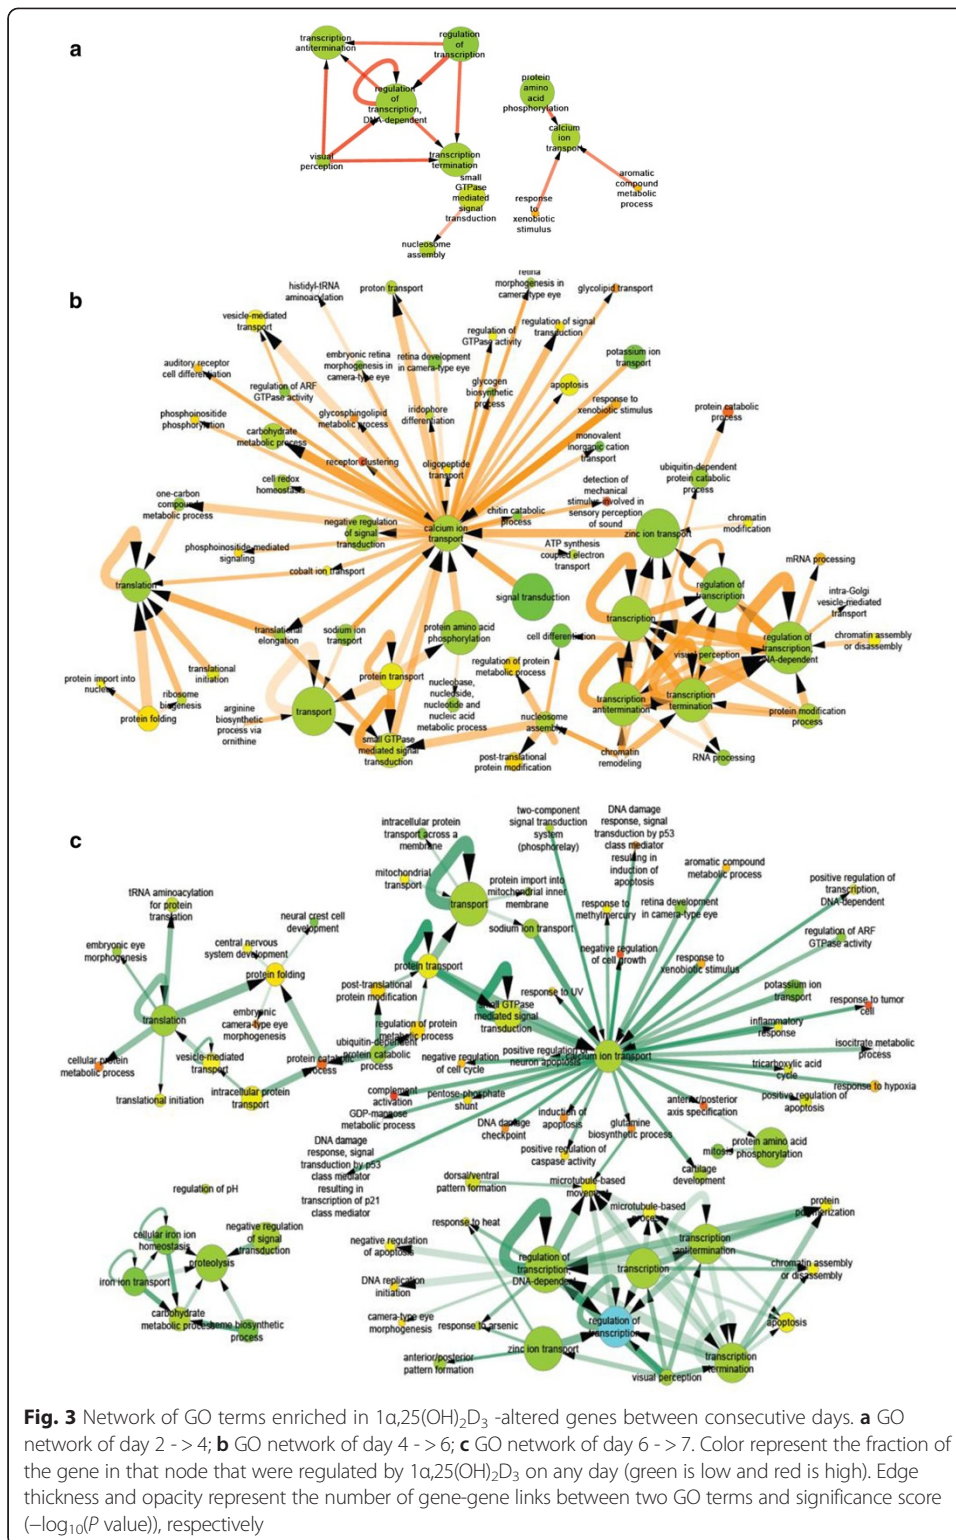 a
transcription
antitermination
regulation
of
transcription
regulation
of
transcription,
DNA-dependent
visual
perception
transcription
termination
small
GTPase
mediated
signal
transduction
nucleosome
assembly
protein
amino
acid
phosphorylation
calcium
ion
transport
aromatic
compound
metabolic
process
response
to
xenobiotic
stimulus
b
histidyl-tRNA
aminoacylation
proton transport
retina
morphogenesis in
camera-type eye
glycolipid transport
vesicle-mediated
transport
regulation of
GTPase activity
regulation of signal
transduction
auditory receptor
cell differentiation
embryonic retina
morphogenesis in
camera-type eye
retina development
in camera-type eye
potassium ion
transport
regulation of ARF
GTPase activity
glycogen
biosynthetic
process
apoptosis
phosphoinositide
phosphorylation
glycosphingolipid
metabolic process
iridophore
differentiation
response to
xenobiotic stimulus
protein catabolic
process
carbohydrate
metabolic process
monovalent
inorganic cation
transport
receptor clustering
oligopeptide
transport
ubiquitin-dependent
protein catabolic
process
cell redox
homeostasis
detection of
mechanical
stimulus involved in
sensory perception
of sound
one-carbon
compound
metabolic process
negative regulation
of signal
transduction
calcium ion
transport
chitin catabolic
process
zinc ion transport
chromatin
modification
phosphoinositide-mediated
signaling
ATP synthesis
coupled electron
transport
mRNA processing
translation
cobalt ion transport
signal transduction
regulation of
transcription
intra-Golgi
vesicle-mediated
transport
transcription
translational
elongation
sodium ion
transport
protein amino acid
phosphorylation
cell differentiation
regulation of
transcription,
DNA-dependent
chromatin assembly
or disassembly
visual perception
protein import into
nucleus
translational
initiation
protein transport
regulation of protein
metabolic process
ribosome
biogenesis
protein folding
arginine
biosynthetic
process via
ornithine
transport
nucleobase,
nucleoside,
nucleotide and
nucleic acid
metabolic process
nucleosome
assembly
transcription
antitermination
transcription
termination
protein modification
process
small GTPase
mediated signal
transduction
post-translational
protein modification
chromatin
remodeling
RNA processing
c
intracellular protein
transport across a
membrane
two-component
signal transduction
system
(phosphorelay)
DNA damage
response, signal
transduction by p53
class mediator
resulting in
induction of
apoptosis
aromatic compound
metabolic process
mitochondrial
transport
protein import into
mitochondrial inner
membrane
positive regulation of
transcription,
DNA-dependent
tRNA aminoacylation
for protein
translation
transport
response to
methylmercury
retina development
in camera-type eye
neural crest cell
development
sodium ion transport
regulation of ARF
GTPase activity
embryonic eye
morphogenesis
central nervous
system development
protein transport
negative regulation
of cell growth
response to
xenobiotic stimulus
protein folding
post-translational
protein modification
response to UV
potassium ion
transport
response to tumor
cell
translation
embryonic
camera-type eye
morphogenesis
small GTPase
mediated signal
transduction
inflammatory
response
isocitrate metabolic
process
regulation of protein
metabolic process
vesicle-mediated
transport
ubiquitin-dependent
protein catabolic
process
positive regulation of
neuron apoptosis
calcium ion transport
cellular protein
metabolic process
protein catabolic
process
negative regulation
of cell cycle
tricarboxylic acid
cycle
response to hypoxia
translational initiation
intracellular protein
transport
complement
activation
pentose-phosphate
shunt
anterior/posterior
axis specification
positive regulation of
apoptosis
GDP-mannose
metabolic process
DNA damage
checkpoint
induction of
apoptosis
glutamine
biosynthetic process
mitosis
protein amino acid
phosphorylation
DNA damage
response, signal
transduction by p53
class mediator
resulting in
transcription of p21
class mediator
positive regulation of
caspase activity
cartilage
development
regulation of pH
dorsal/ventral
pattern formation
microtubule-based
movement
microtubule-based
process
protein
polymerization
cellular iron ion
homeostasis
negative regulation
of signal
transduction
response to heat
negative regulation
of apoptosis
transcription
antitermination
proteolysis
regulation of
transcription,
DNA-dependent
transcription
chromatin assembly
or disassembly
iron ion transport
DNA replication
initiation
carbohydrate
metabolic process
heme biosynthetic
process
camera-type eye
morphogenesis
response to arsenic
regulation of
transcription
apoptosis
zinc ion transport
anterior/posterior
pattern formation
transcription
termination
visual perception
Fig. 3 Network of GO terms enriched in 1α,25(OH)₂D₃ -altered genes between consecutive days. a GO
network of day 2 - > 4; b GO network of day 4 - > 6; c GO network of day 6 - > 7. Color represent the fraction of
the gene in that node that were regulated by 1α,25(OH)₂D₃ on any day (green is low and red is high). Edge
thickness and opacity represent the number of gene-gene links between two GO terms and significance score
(−log₁₀(P value)), respectively